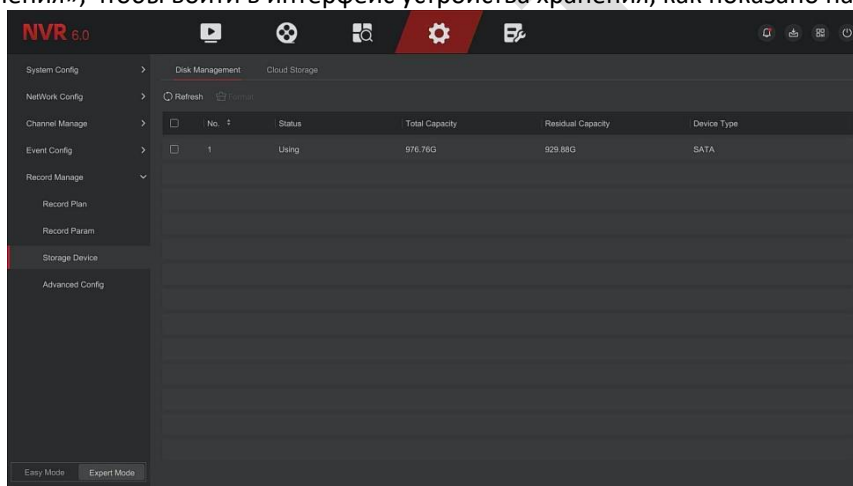 нения», чтобы войти в интерфейс устройства хранения, как показано на
NVR 6.0
System Config
NetWork Config
Channel Manage
Event Config
Record Manage
Record Plan
Record Param
Storage Device
Advanced Config
Easy Mode Expert Mode
Disk Management Cloud Storage
Refresh Format
No. Status Total Capacity Residual Capacity Device Type
1 Using 976.76G 929.88G SATA